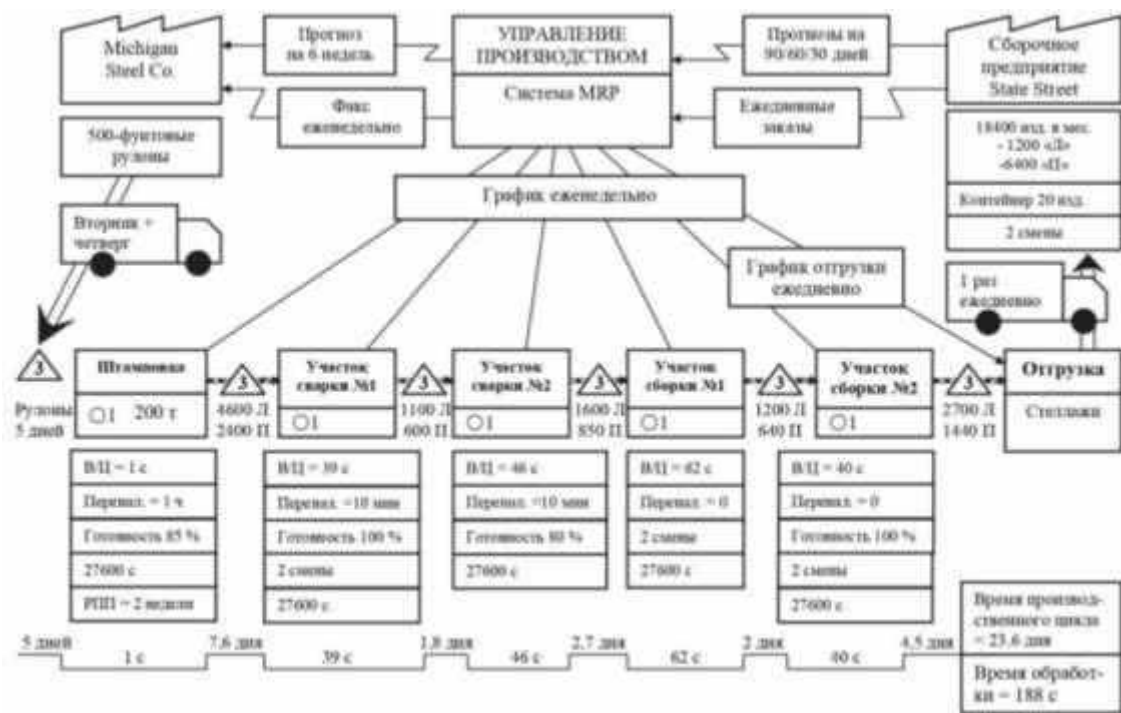 Michigan
Steel Co.
Прогноз
на 6 недель
УПРАВЛЕНИЕ
ПРОИЗВОДСТВОМ
Система MRP
Прогнозы на
90/60/30 дней
Сборочное
предприятие
State Street
Факс
еженедельно
Ежедневные
заказы
500-фунтовые
рулоны
18400 изд. в мес.
- 1200 «Л»
-6400 «П»
Контейнер 20 изд.
2 смены
График еженедельно
Вторник +
четверг
График отгрузки
ежедневно
1 раз
ежедневно
3
Штамповка
1 200 т
Рулоны
5 дней
3
4600 Л
2400 П
Участок
сварки №1
1
3
1100 Л
600 П
Участок
сварки №2
1
3
1600 Л
850 П
Участок
сборки №1
1
3
1200 Л
640 П
Участок
сборки №2
1
3
2700 Л
1440 П
Отгрузка
Стеллажи
В/Ц = 1 с
Перенал. = 1 ч
Готовность 85 %
27600 с
РПП = 2 недели
В/Ц = 39 с
Перенал. =10 мин
Готовность 100 %
2 смены
27600 с
В/Ц = 46 с
Перенал. =10 мин
Готовность 80 %
27600 с
В/Ц = 62 с
Перенал. = 0
2 смены
27600 с
В/Ц = 40 с
Перенал. = 0
Готовность 100 %
2 смены
27600 с
5 дней
1 с
7,6 дня
39 с
1,8 дня
46 с
2,7 дня
62 с
2 дня
40 с
4,5 дня
Время производ-
ственного цикла
= 23,6 дня
Время обработ-
ки = 188 с